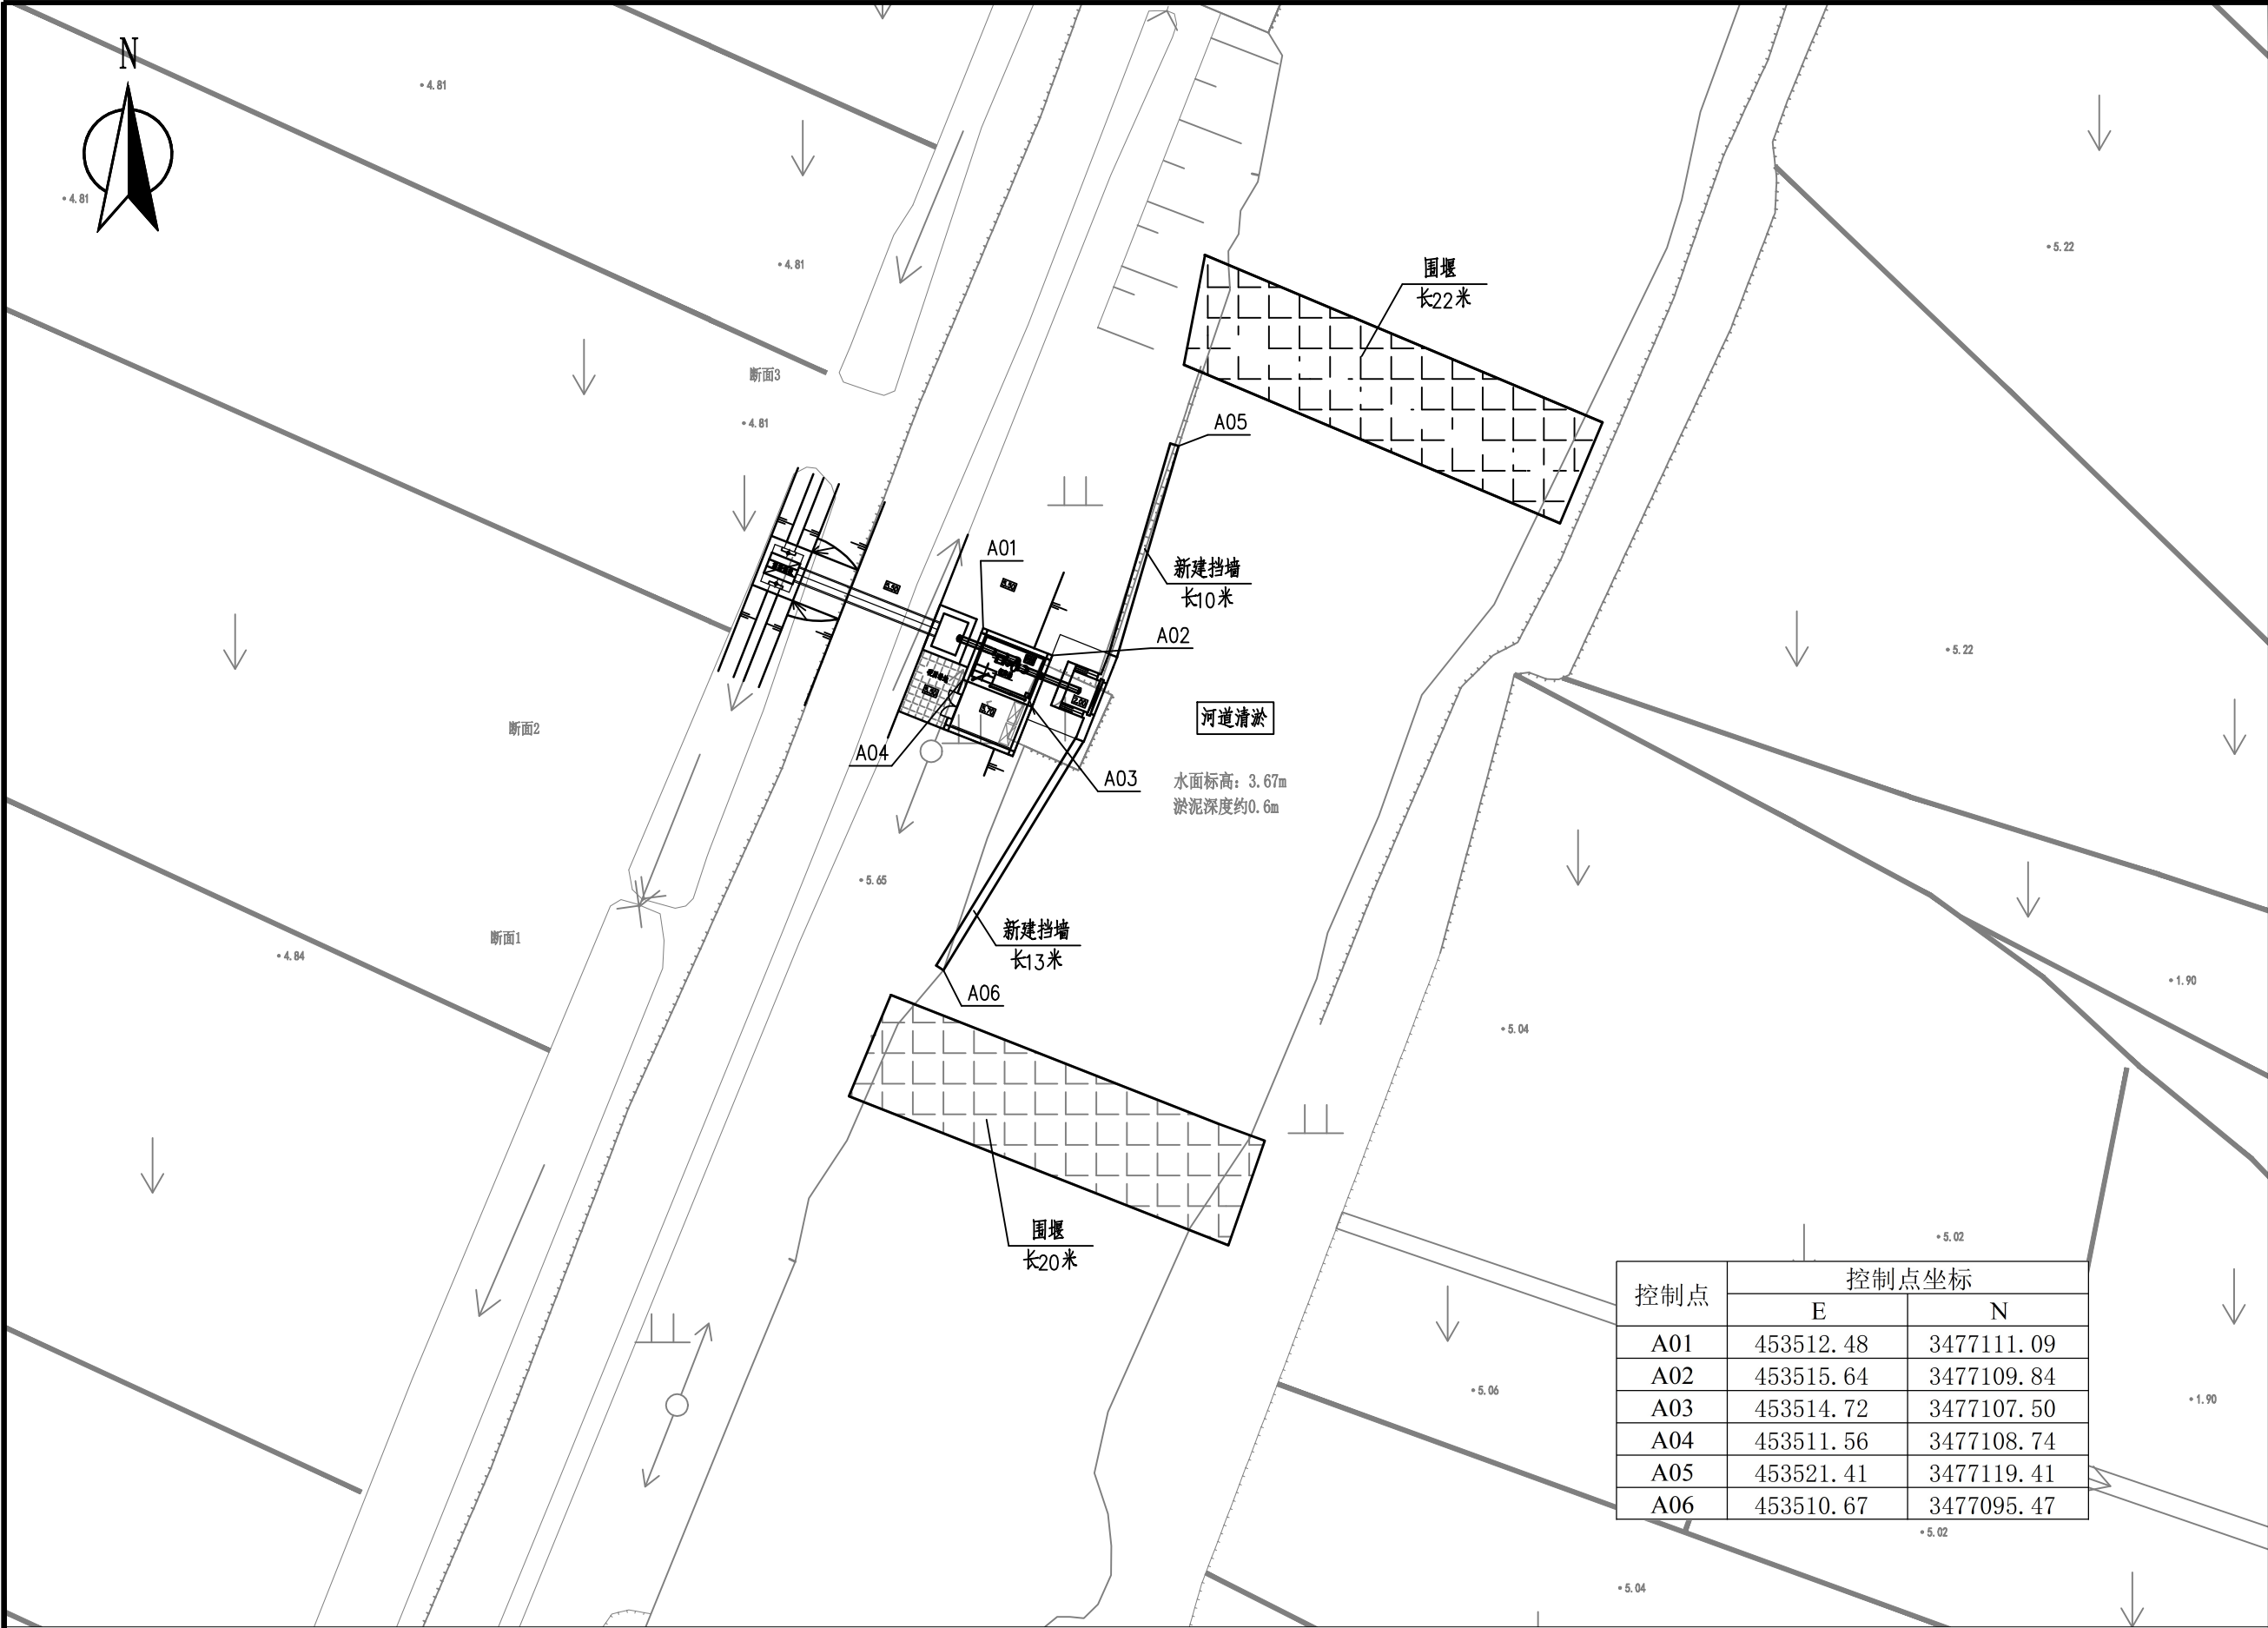 N
4.81
4.81
4.81
5.22
围堰
长22米
断面3
4.81
A05
A01
新建挡墙
长10米
5.50
5.50
A02
5.22
断面2
河道清淤
A04
A03
水面标高：3.67m
淤泥深度约0.6m
5.65
新建挡墙
长13米
断面1
4.84
A06
1.90
5.04
围堰
长20米
5.02
控制点 控制点坐标
E N
A01 453512.48 3477111.09
A02 453515.64 3477109.84
A03 453514.72 3477107.50
A04 453511.56 3477108.74
A05 453521.41 3477119.41
A06 453510.67 3477095.47
5.06
1.90
5.02
5.04